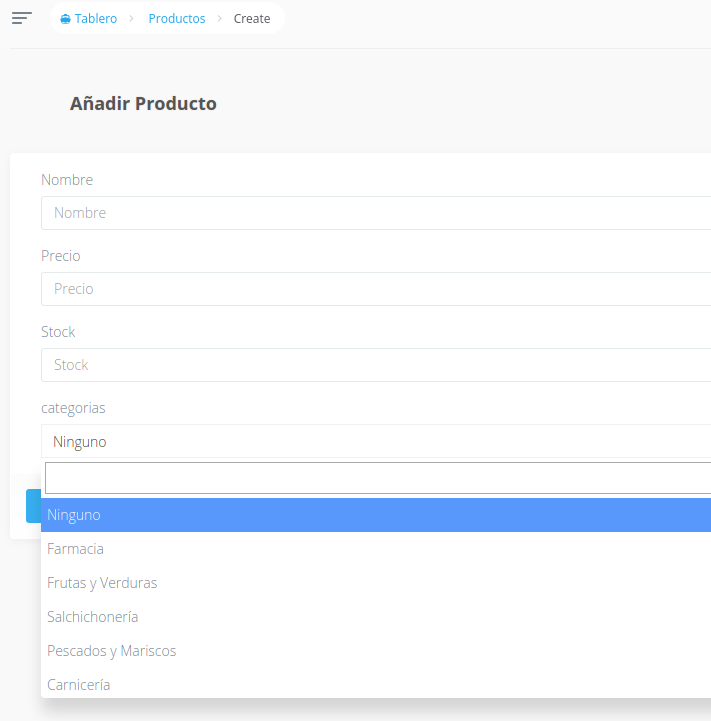 Tablero > Productos > Create
Añadir Producto
Nombre
Nombre
Precio
Precio
Stock
Stock
categorias
Ninguno
Ninguno
Farmacia
Frutas y Verduras
Salchichonería
Pescados y Mariscos
Carnicería